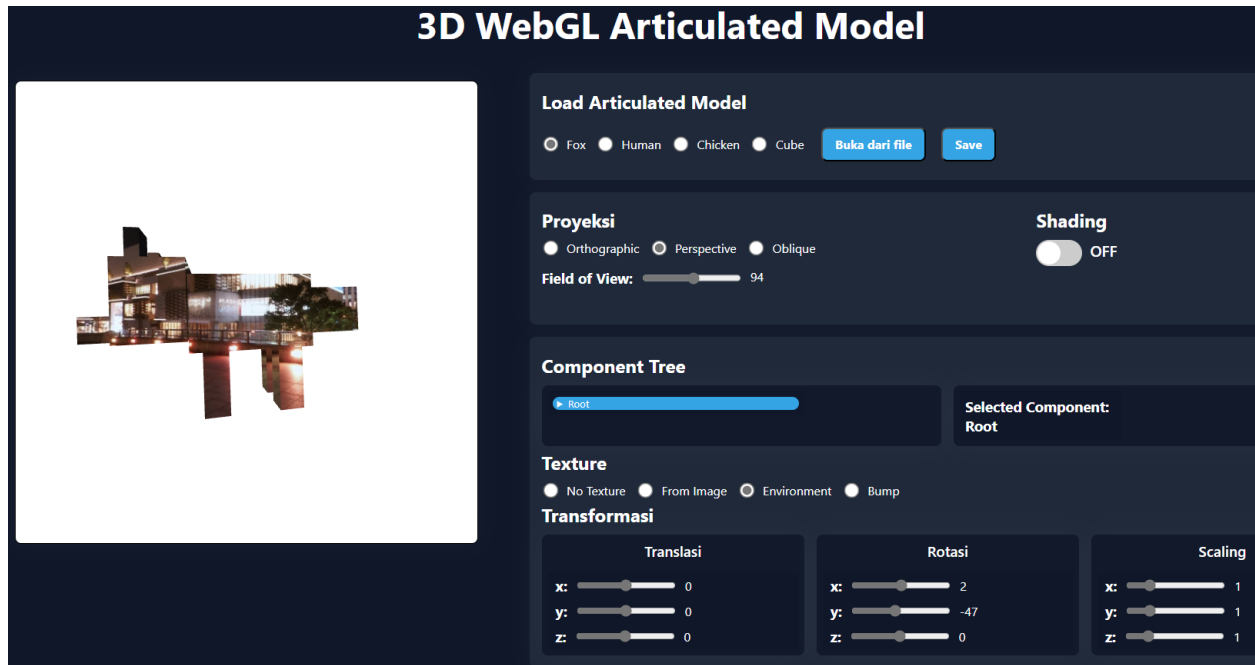 3D WebGL Articulated Model
Load Articulated Model
Fox Human Chicken Cube Buka dari file Save
Proyeksi
Orthographic Perspective Oblique
Field of View: 94
Shading
OFF
Component Tree
► Root
Selected Component:
Root
Texture
No Texture From Image Environment Bump
Transformasi
Translasi
x: 0
y: 0
z: 0
Rotasi
x: 2
y: -47
z: 0
Scaling
x: 1
y: 1
z: 1